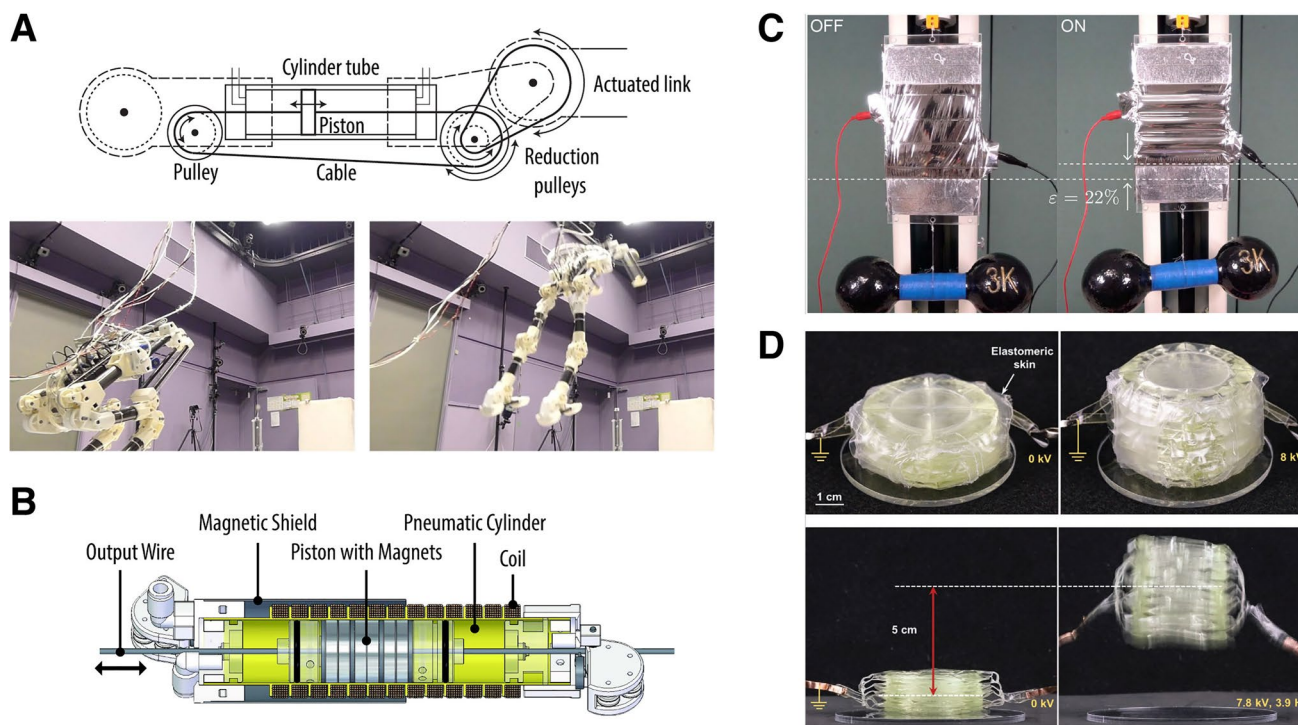 A
Cylinder tube
Piston
Pulley
Cable
Reduction
pulleys
Actuated link
B
Magnetic Shield
Pneumatic Cylinder
Output Wire
Piston with Magnets
Coil
C
OFF
ON
ε = 22%
3K
3K
D
Elastomeric
skin
0 kV
8 kV
1 cm
5 cm
0 kV
7.8 kV, 3.9